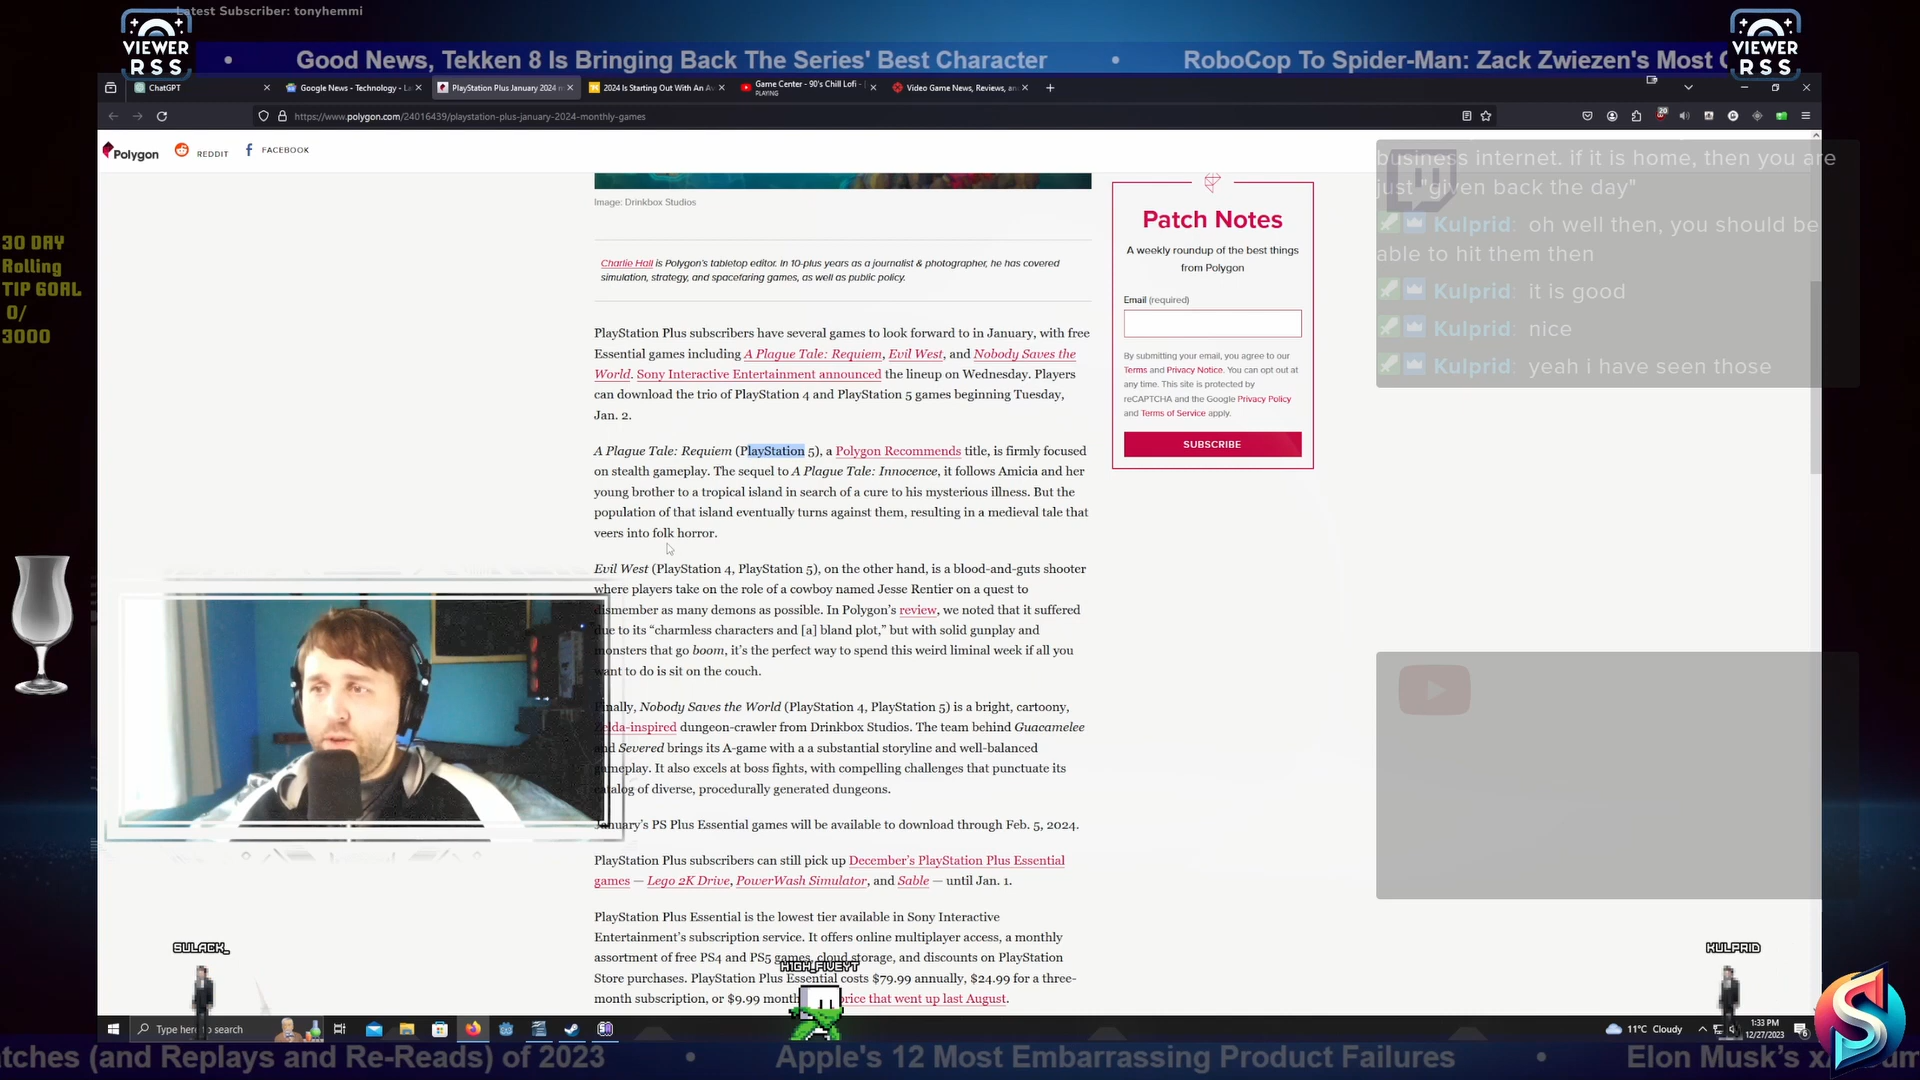 Latest Subscriber: tonyhemmi
VIEWER
RSS
• Good News, Tekken 8 Is Bringing Back The Series' Best Character • RoboCop To Spider-Man: Zack Zwiezen's Most
VIEWER
RSS
ChatGPT
Google News - Technology - La
PlayStation Plus January 2024 m
2024 Is Starting Out With An A
Game Center - 90's Chill Lofi -
PLAYING
Video Game News, Reviews, an
https://www.polygon.com/24016439/playstation-plus-january-2024-monthly-games
20
Polygon
REDDIT
FACEBOOK
Image: Drinkbox Studios
Charlie Hall is Polygon's tabletop editor. In 10-plus years as a journalist & photographer, he has covered
simulation, strategy, and spacefaring games, as well as public policy.
PlayStation Plus subscribers have several games to look forward to in January, with free
Essential games including A Plague Tale: Requiem, Evil West, and Nobody Saves the
World. Sony Interactive Entertainment announced the lineup on Wednesday. Players
can download the trio of PlayStation 4 and PlayStation 5 games beginning Tuesday,
Jan. 2.
A Plague Tale: Requiem (PlayStation 5), a Polygon Recommends title, is firmly focused
on stealth gameplay. The sequel to A Plague Tale: Innocence, it follows Amicia and her
young brother to a tropical island in search of a cure to his mysterious illness. But the
population of that island eventually turns against them, resulting in a medieval tale that
veers into folk horror.
Evil West (PlayStation 4, PlayStation 5), on the other hand, is a blood-and-guts shooter
where players take on the role of a cowboy named Jesse Rentier on a quest to
dismember as many demons as possible. In Polygon's review, we noted that it suffered
due to its "charmless characters and [a] bland plot," but with solid gunplay and
monsters that go boom, it's the perfect way to spend this weird liminal week if all you
want to do is sit on the couch.
Finally, Nobody Saves the World (PlayStation 4, PlayStation 5) is a bright, cartoony,
Zelda-inspired dungeon-crawler from Drinkbox Studios. The team behind Guacamelee
and Severed brings its A-game with a a substantial storyline and well-balanced
gameplay. It also excels at boss fights, with compelling challenges that punctuate its
catalog of diverse, procedurally generated dungeons.
January's PS Plus Essential games will be available to download through Feb. 5, 2024.
PlayStation Plus subscribers can still pick up December's PlayStation Plus Essential
games — Lego 2K Drive, PowerWash Simulator, and Sable — until Jan. 1.
PlayStation Plus Essential is the lowest tier available in Sony Interactive
Entertainment's subscription service. It offers online multiplayer access, a monthly
assortment of free PS4 and PS5 games, cloud storage, and discounts on PlayStation
Store purchases. PlayStation Plus Essential costs $79.99 annually, $24.99 for a three-
month subscription, or $9.99 month price that went up last August.
Patch Notes
A weekly roundup of the best things
from Polygon
Email (required)
By submitting your email, you agree to our
Terms and Privacy Notice. You can opt out at
any time. This site is protected by
reCAPTCHA and the Google Privacy Policy
and Terms of Service apply.
SUBSCRIBE
business internet. if it is home, then you are
just "given back the day"
Kulprid: oh well then, you should be
able to hit them then
Kulprid: it is good
Kulprid: nice
Kulprid: yeah i have seen those
30 DAY
Rolling
TIP GOAL
0/
3000
SULACK_
HIGH_FIVEYT
KULPRID
Type here to search
11°C Cloudy
1:33 PM
12/27/2023
atches (and Replays and Re-Reads) of 2023 • Apple's 12 Most Embarrassing Product Failures • Elon Musk's